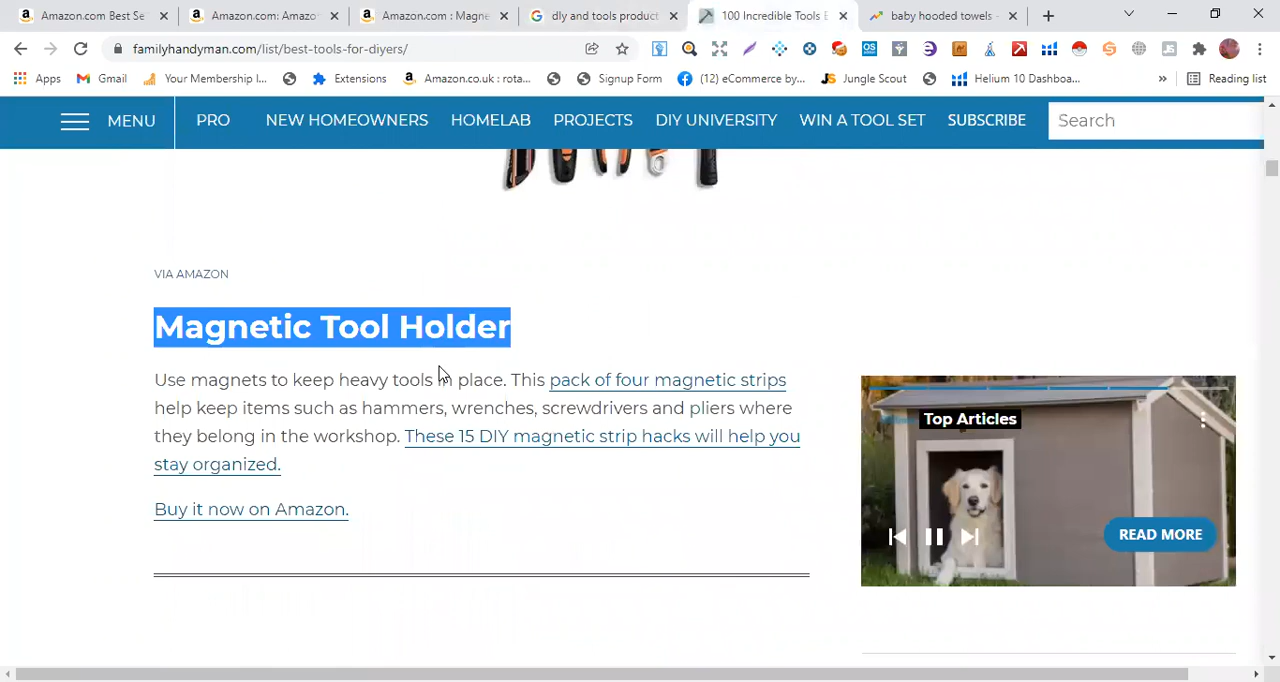 Amazon.com Best Se
Amazon.com: Amazo
Amazon.com : Magne
dly and tools product
100 Incredible Tools E
baby hooded towels -
familyhandyman.com/list/best-tools-for-diyers/
Apps
Gmail
Your Membership I...
Extensions
Amazon.co.uk : rota...
Signup Form
(12) eCommerce by...
Jungle Scout
Helium 10 Dashboa...
»
Reading list
MENU
PRO
NEW HOMEOWNERS
HOMELAB
PROJECTS
DIY UNIVERSITY
WIN A TOOL SET
SUBSCRIBE
Search
VIA AMAZON
Magnetic Tool Holder
Use magnets to keep heavy tools in place. This pack of four magnetic strips
help keep items such as hammers, wrenches, screwdrivers and pliers where
they belong in the workshop. These 15 DIY magnetic strip hacks will help you
stay organized.
Buy it now on Amazon.
Top Articles
READ MORE